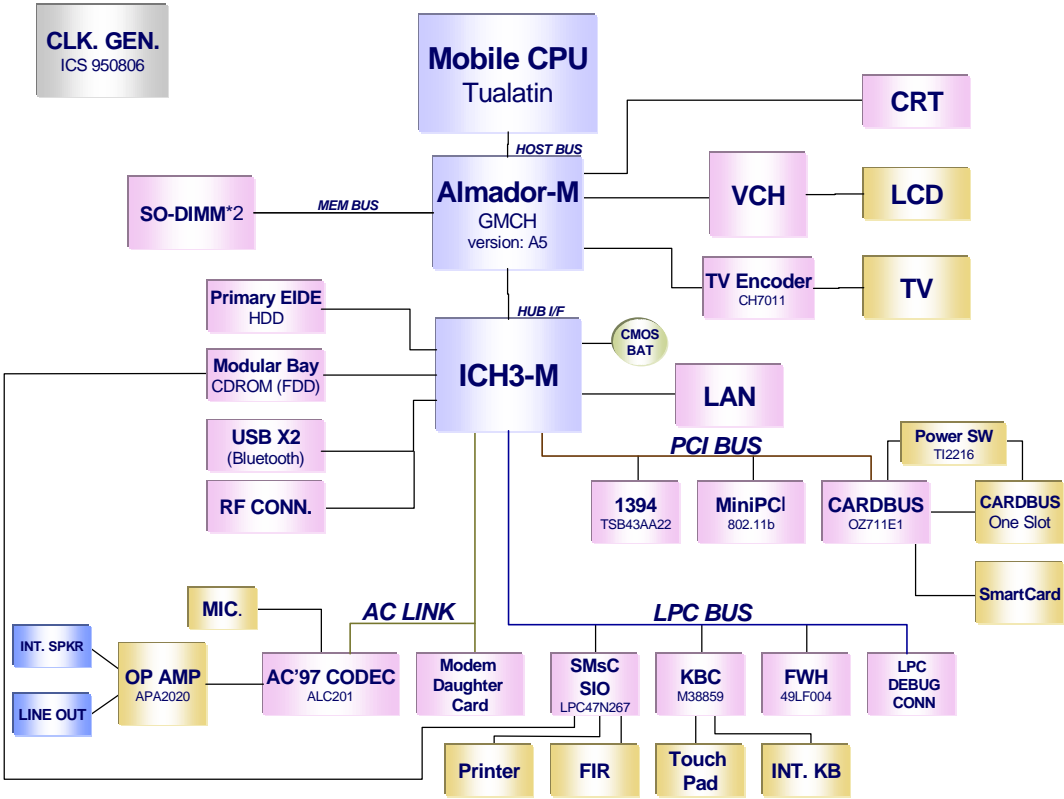 CLK. GEN.
ICS 950806
Mobile CPU
Tualatin
CRT
HOST BUS
Almador-M
GMCH
version: A5
VCH
LCD
SO-DIMM*2
MEM BUS
TV Encoder
CH7011
TV
Primary EIDE
HDD
HUB I/F
CMOS
BAT
Modular Bay
CDROM (FDD)
ICH3-M
LAN
USB X2
(Bluetooth)
PCI BUS
Power SW
TI2216
RF CONN.
1394
TSB43AA22
MiniPCI
802.11b
CARDBUS
OZ711E1
CARDBUS
One Slot
SmartCard
MIC.
AC LINK
LPC BUS
INT. SPKR
LINE OUT
OP AMP
APA2020
AC'97 CODEC
ALC201
Modem
Daughter
Card
SMsC
SIO
LPC47N267
KBC
M38859
FWH
49LF004
LPC
DEBUG
CONN
Printer
FIR
Touch
Pad
INT. KB